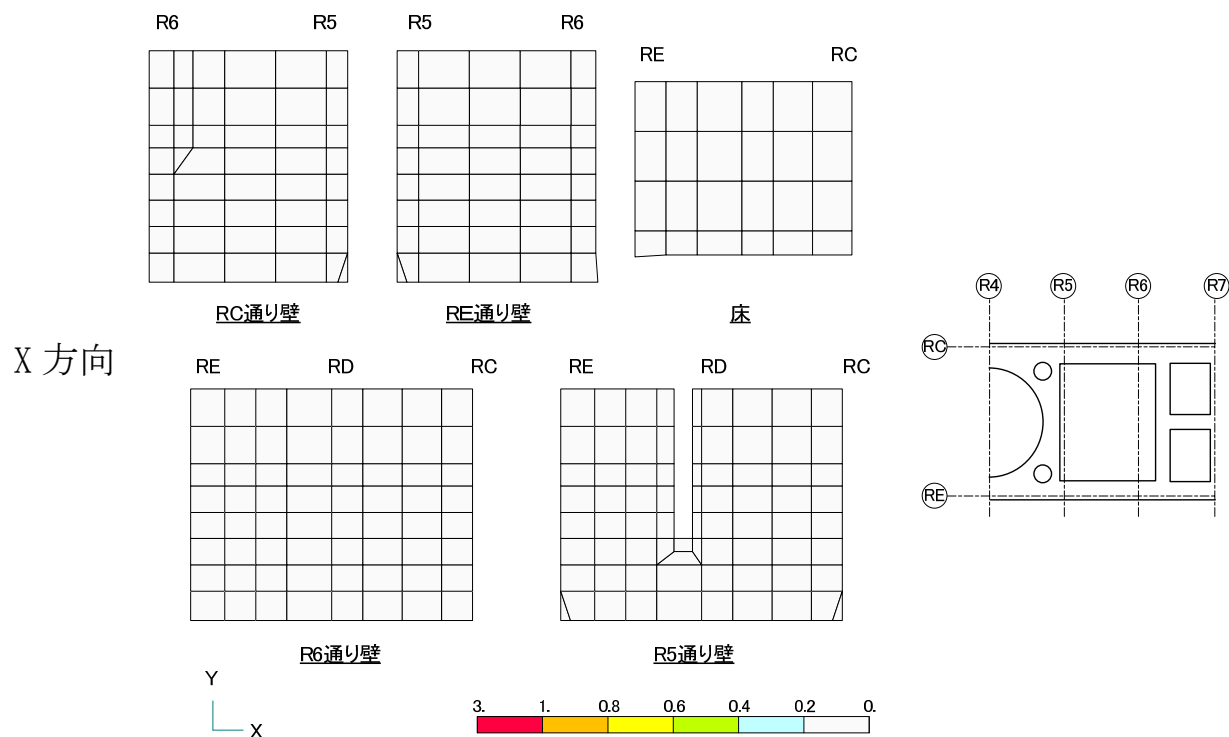 R6 R5
R5 R6
RE RC
RC通り壁
RE通り壁
床
X 方向
RE RD RC
RE RD RC
R6通り壁
R5通り壁
Y
X
3. 1. 0.8 0.6 0.4 0.2 0.
R4 R5 R6 R7
RC
RE